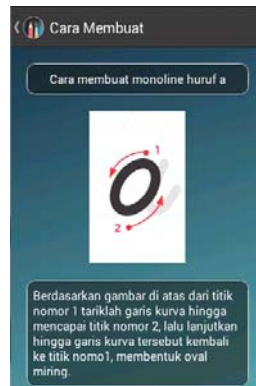 Cara Membuat
Cara membuat monoline huruf a
1
2
Berdasarkan gambar di atas dari titik
nomor 1 tariklah garis kurva hingga
mencapai titik nomor 2, lalu lanjutkan
hingga garis kurva tersebut kembali
ke titik nomo1, membentuk oval
miring.